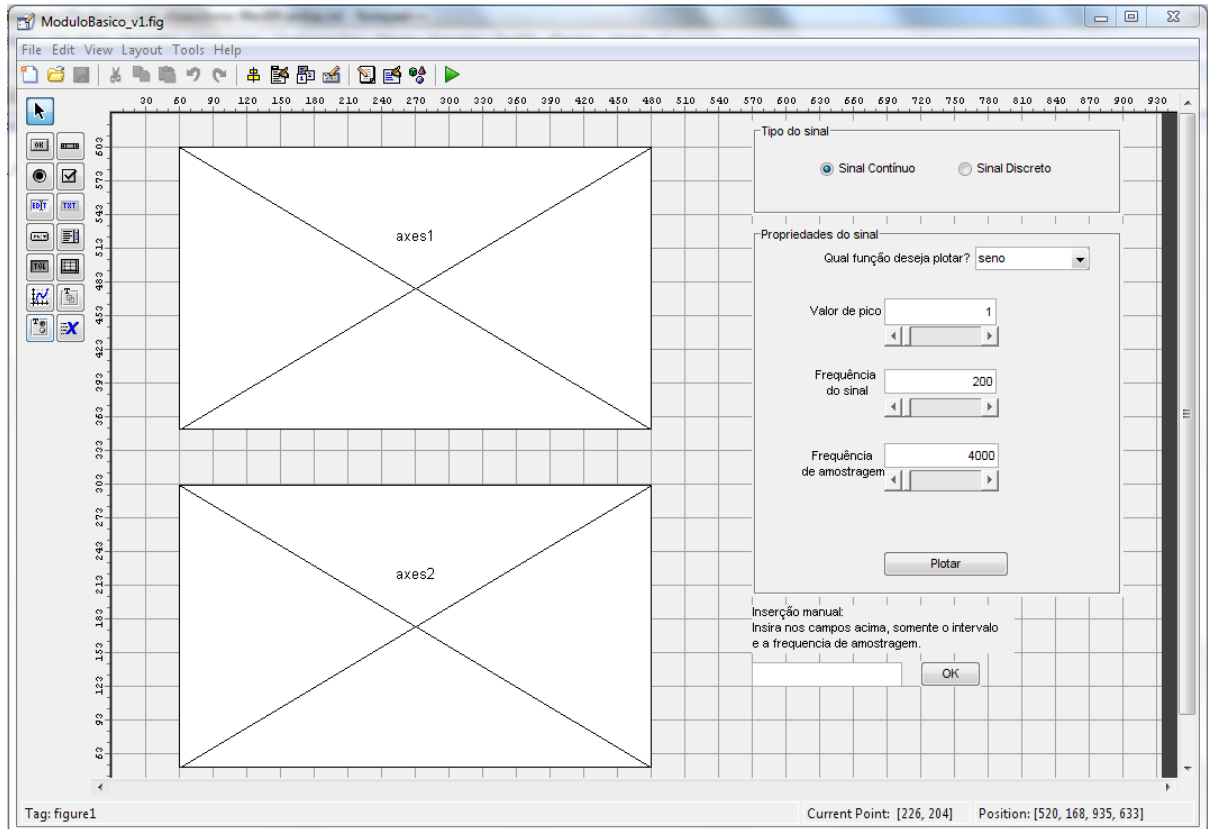 ModuloBasico_v1.fig
File Edit View Layout Tools Help
30 60 90 120 150 180 210 240 270 300 330 360 390 420 450 480 510 540 570 600 630 660 690 720 750 780 810 840 870 900 930
OK
EDIT TXT
TGL
603
573
543
513
483
453
423
393
363
333
303
273
243
213
183
153
123
93
63
axes1
axes2
Tipo do sinal
Sinal Contínuo Sinal Discreto
Propriedades do sinal
Qual função deseja plotar? seno
Valor de pico 1
Frequência
do sinal
200
Frequência
de amostragem
4000
Plotar
Inserção manual:
Insira nos campos acima, somente o intervalo
e a frequencia de amostragem.
OK
Tag: figure1
Current Point: [226, 204] Position: [520, 168, 935, 633]